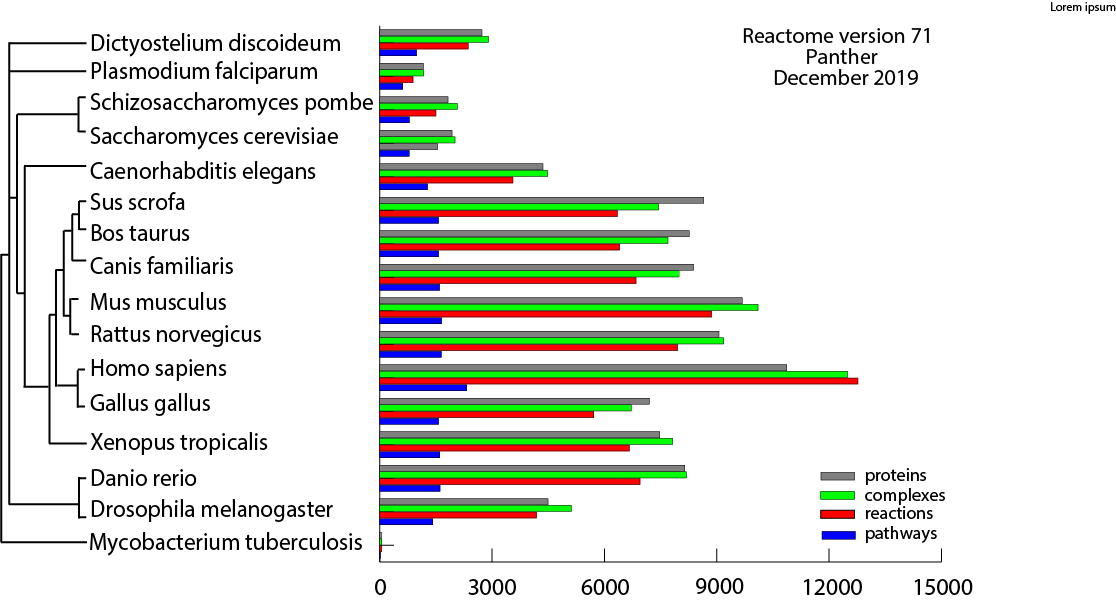 Lorem ipsum
Reactome version 71
Panther
December 2019
Dictyostelium discoideum
Plasmodium falciparum
Schizosaccharomyces pombe
Saccharomyces cerevisiae
Caenorhabditis elegans
Sus scrofa
Bos taurus
Canis familiaris
Mus musculus
Rattus norvegicus
Homo sapiens
Gallus gallus
Xenopus tropicalis
Danio rerio
Drosophila melanogaster
Mycobacterium tuberculosis
proteins
complexes
reactions
pathways
0 3000 6000 9000 12000 15000